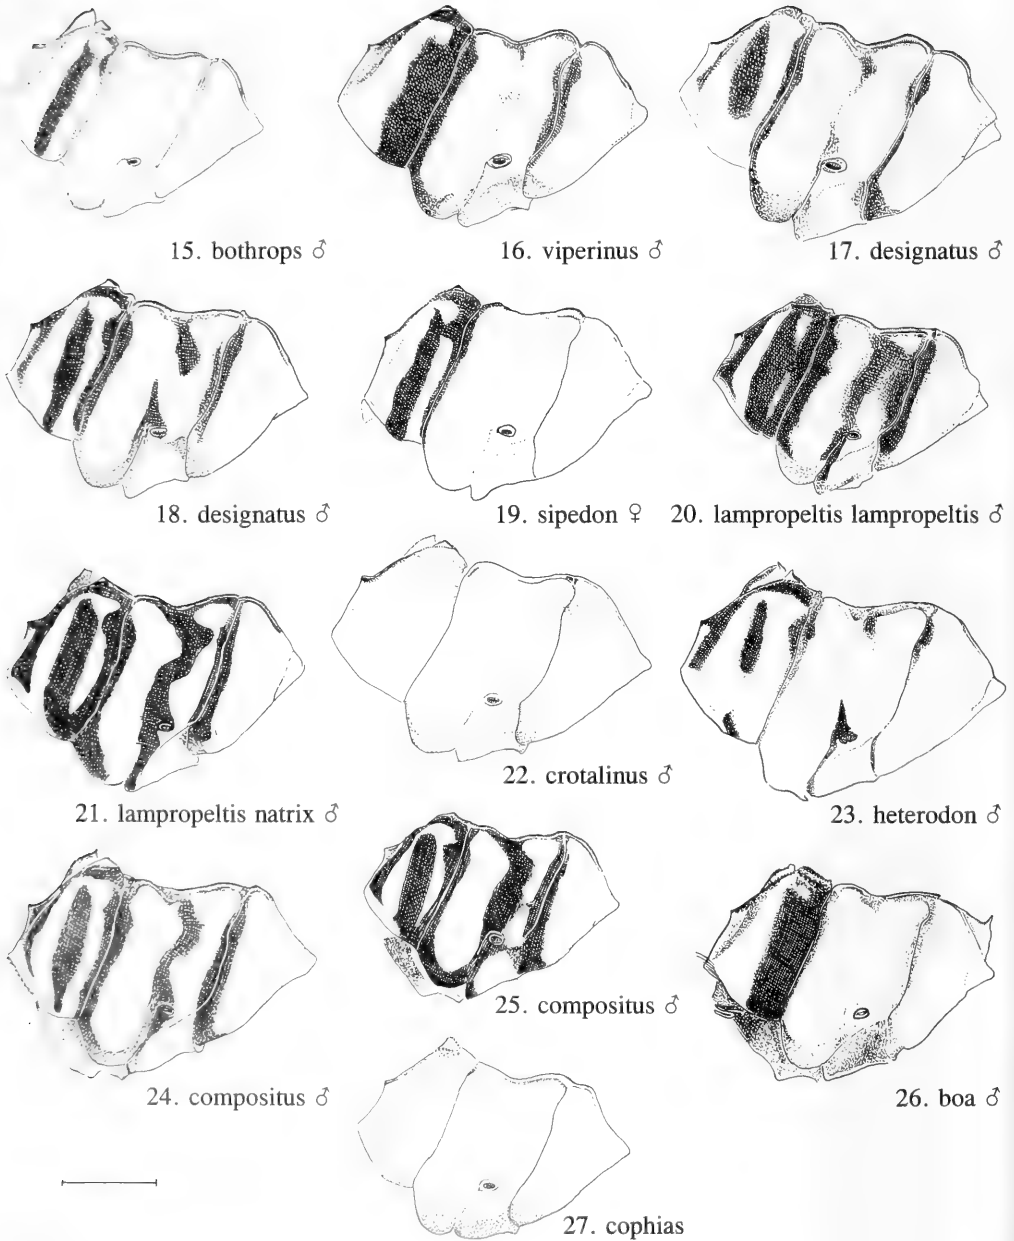 15. bothrops ♂
16. viperinus ♂
17. designatus ♂
18. designatus ♂
19. sipedon ♀
20. lampropeltis lampropeltis ♂
21. lampropeltis natrix ♂
22. crotalinus ♂
23. heterodon ♂
24. compositus ♂
25. compositus ♂
26. boa ♂
27. cophias